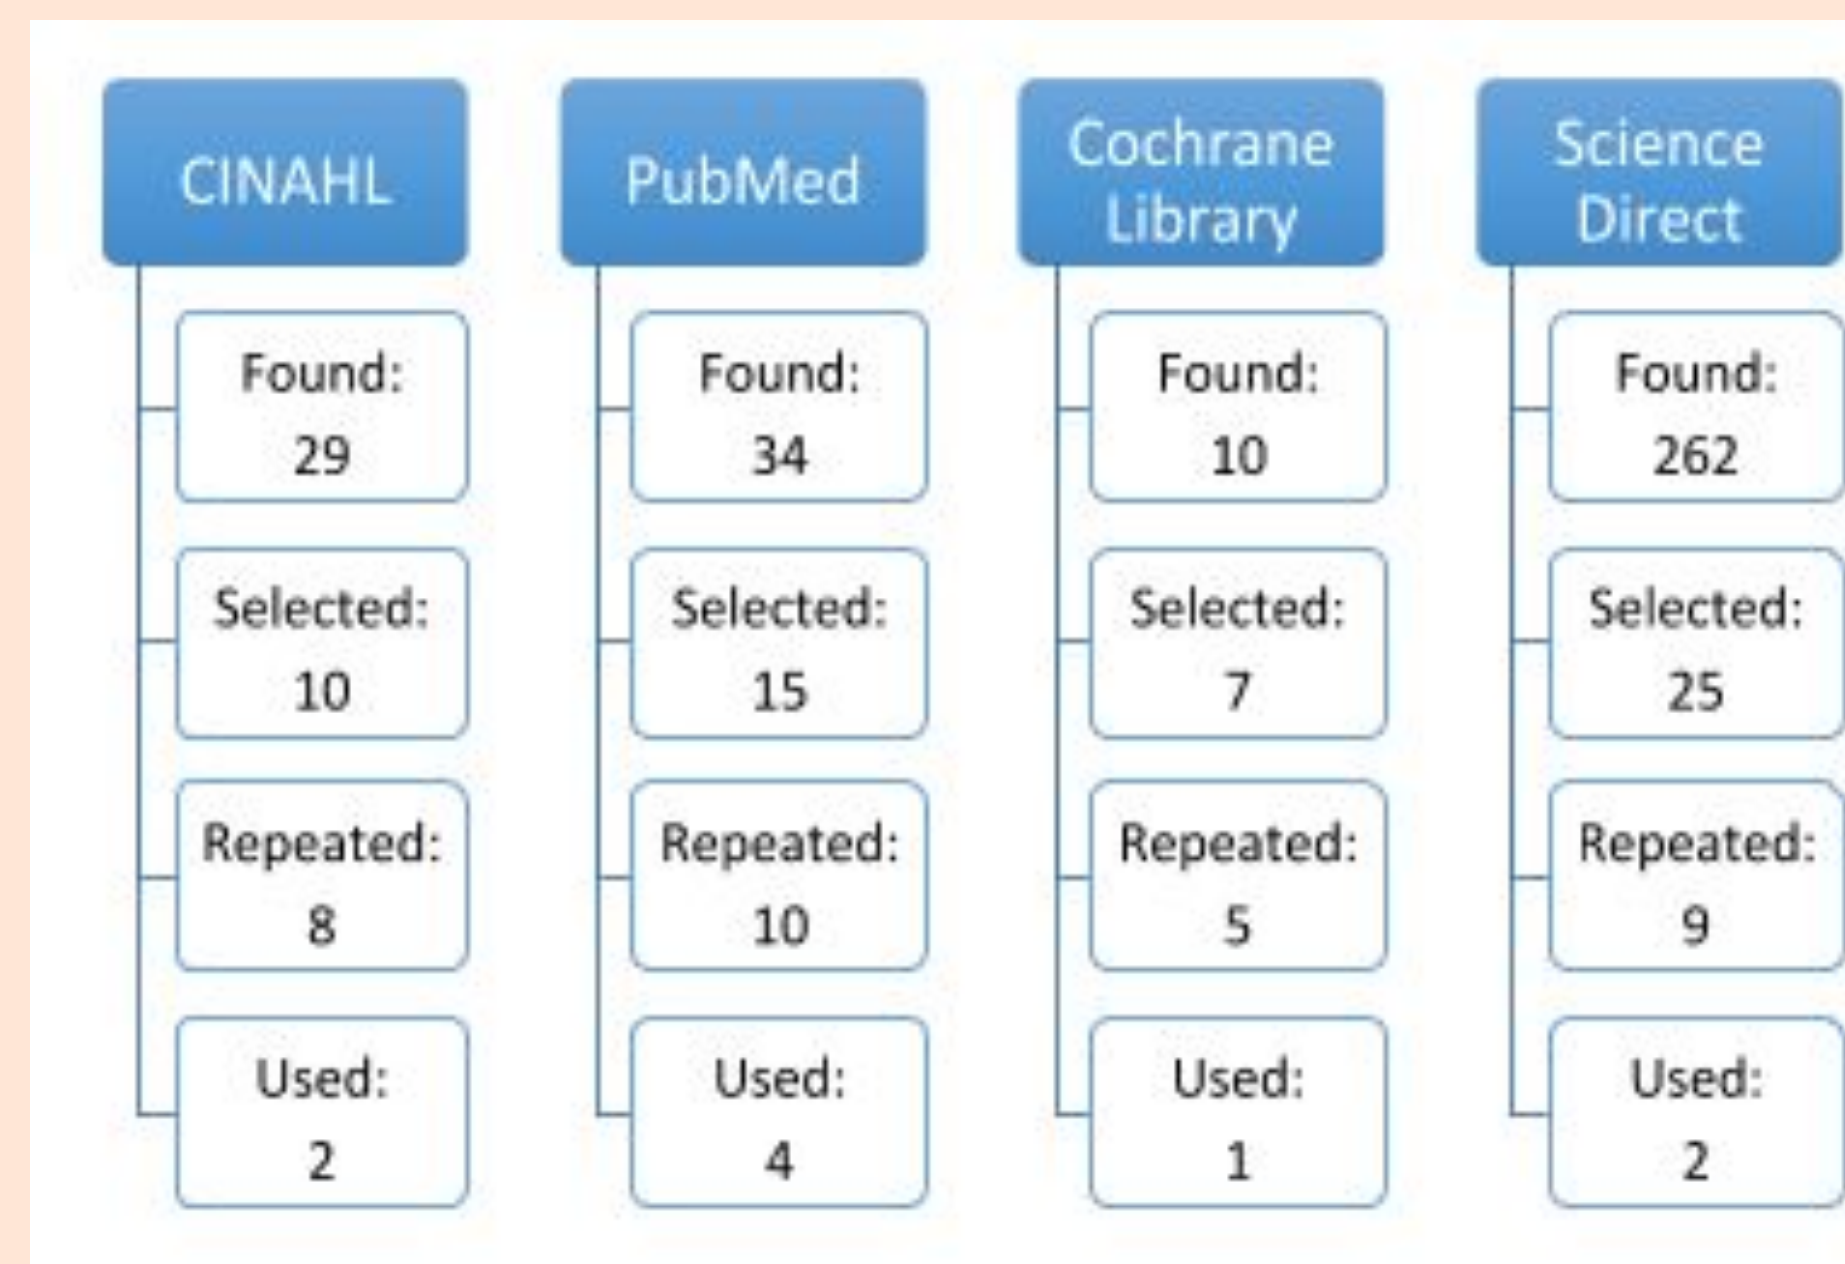 CINAHL
Found:
29
Selected:
10
Repeated:
8
Used:
2
PubMed
Found:
34
Selected:
15
Repeated:
10
Used:
4
Cochrane
Library
Found:
10
Selected:
7
Repeated:
5
Used:
1
Science
Direct
Found:
262
Selected:
25
Repeated:
9
Used:
2